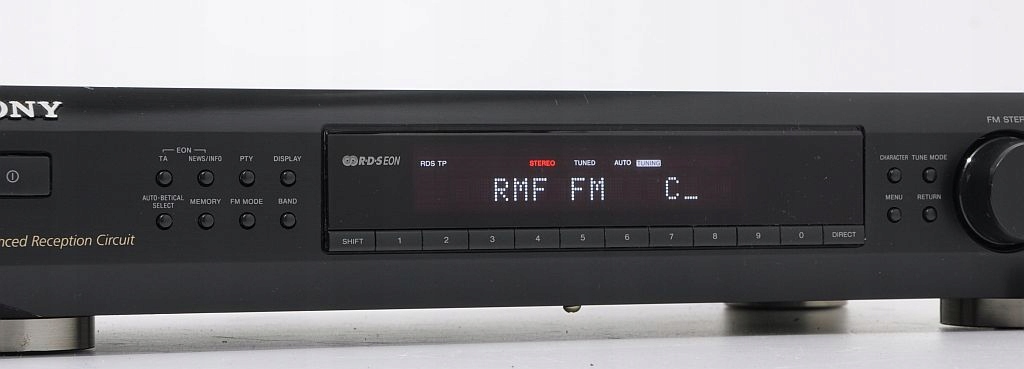 ONY
FM STER
EON
TA NEWS/INFO PTY DISPLAY
AUTO-BETICAL SELECT MEMORY FM MODE BAND
nced Reception Circuit
R·D·S EON
RDS TP STEREO TUNED AUTO TUNING
RMF FM C_
SHIFT 1 2 3 4 5 6 7 8 9 0 DIRECT
CHARACTER TUNE MODE
MENU RETURN